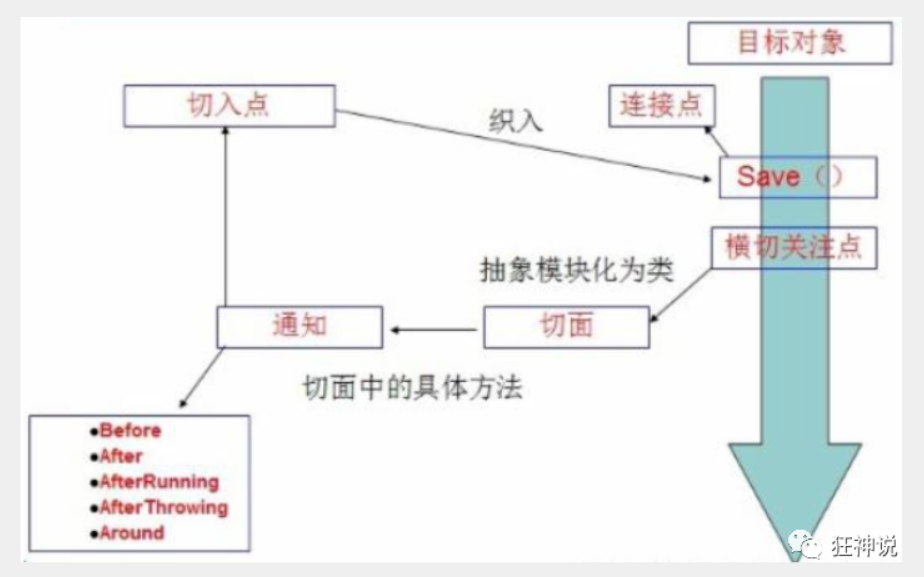 目标对象
切入点
连接点
织入
Save（）
横切关注点
抽象模块化为类
通知
切面
切面中的具体方法
●Before
●After
●AfterRunning
●AfterThrowing
●Around
狂神说